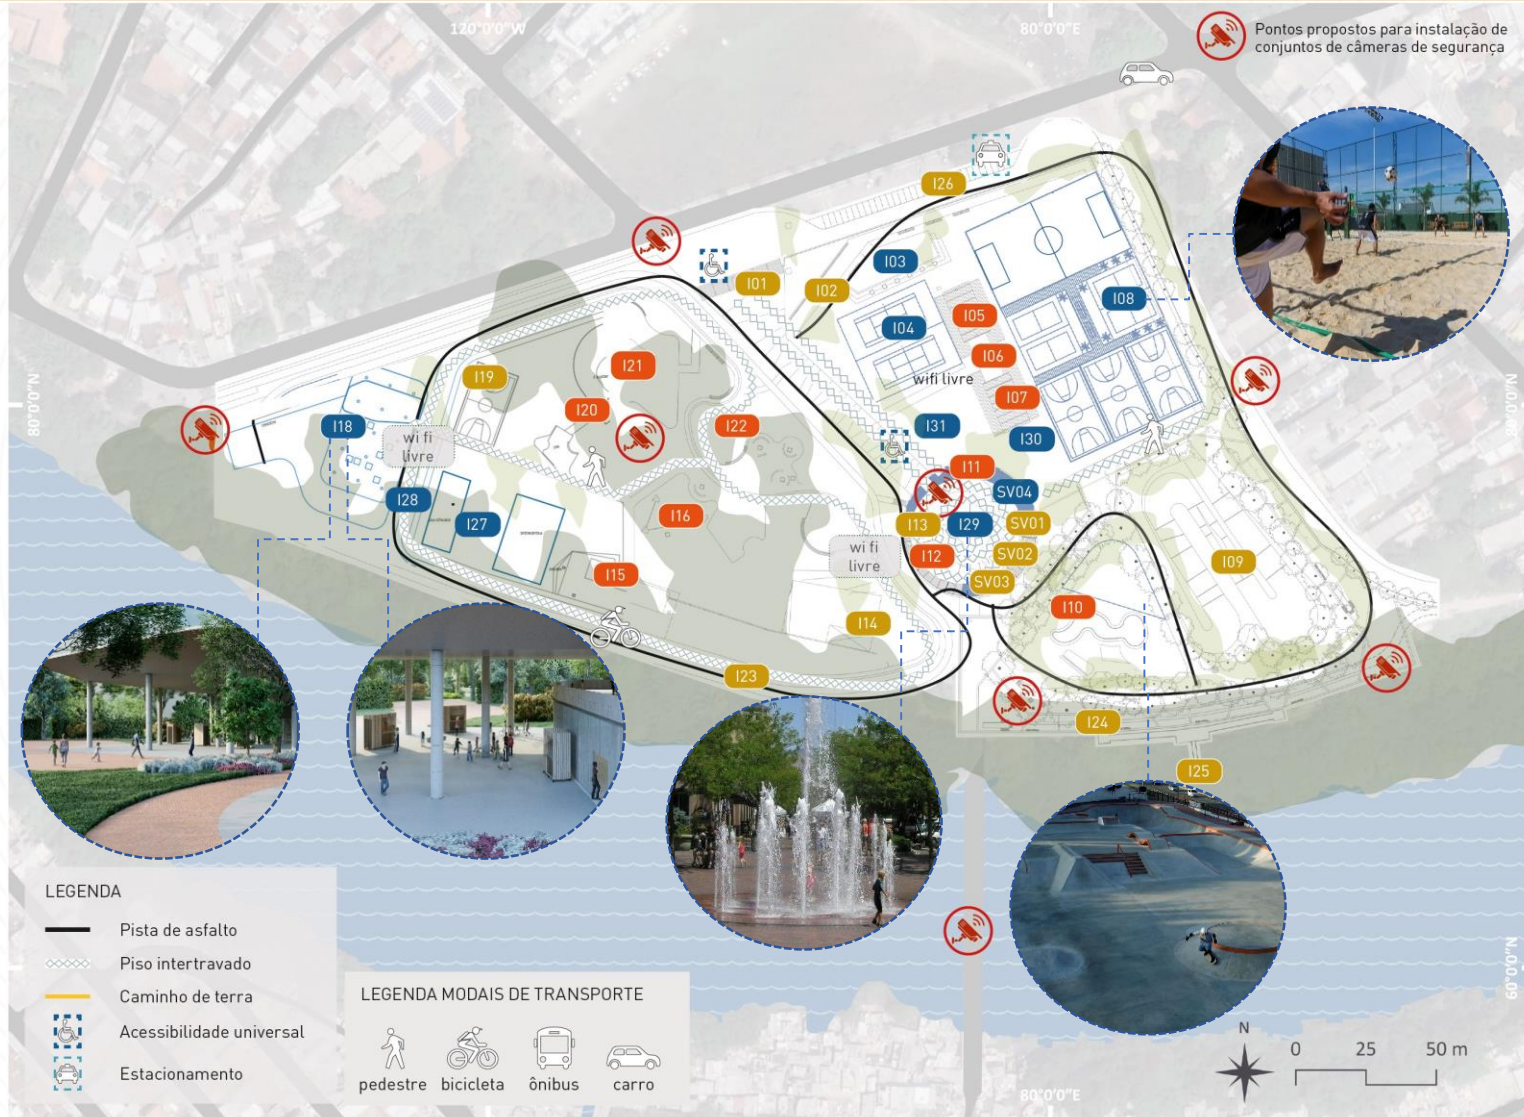 120°0'0"W
80°0'0"E
Pontos propostos para instalação de
conjuntos de câmeras de segurança
I26
I03
I01
I02
I08
I04
I05
I06
wifi livre
I07
I21
I19
I20
I22
I18
wi fi
livre
I31
I30
I11
SV04
I28
I27
I16
I13
I29
SV01
I12
SV02
wi fi
livre
SV03
I09
I15
I10
I14
I23
I24
I25
80°0'0"N
LEGENDA
Pista de asfalto
Piso intertravado
Caminho de terra
Acessibilidade universal
Estacionamento
LEGENDA MODAIS DE TRANSPORTE
pedestre
bicicleta
ônibus
carro
N
0
25
50 m
80°0'0"E